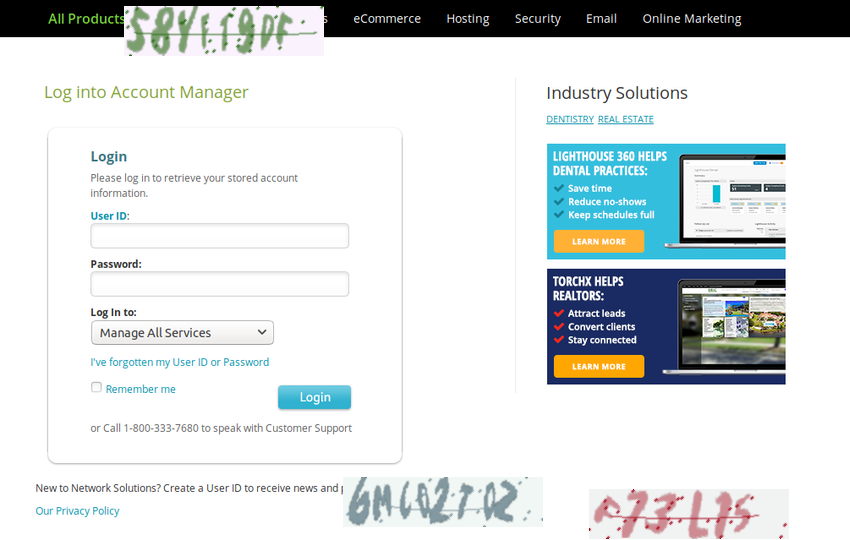 All Products eCommerce Hosting Security Email Online Marketing
Log into Account Manager
Login
Please log in to retrieve your stored account
information.
User ID:
Password:
Log In to:
Manage All Services
I've forgotten my User ID or Password
Remember me
Login
or Call 1-800-333-7680 to speak with Customer Support
New to Network Solutions? Create a User ID to receive news and
Our Privacy Policy
Industry Solutions
DENTISTRY REAL ESTATE
LIGHTHOUSE 360 HELPS
DENTAL PRACTICES:
Save time
Reduce no-shows
Keep schedules full
LEARN MORE
TORCHX HELPS
REALTORS:
Attract leads
Convert clients
Stay connected
LEARN MORE